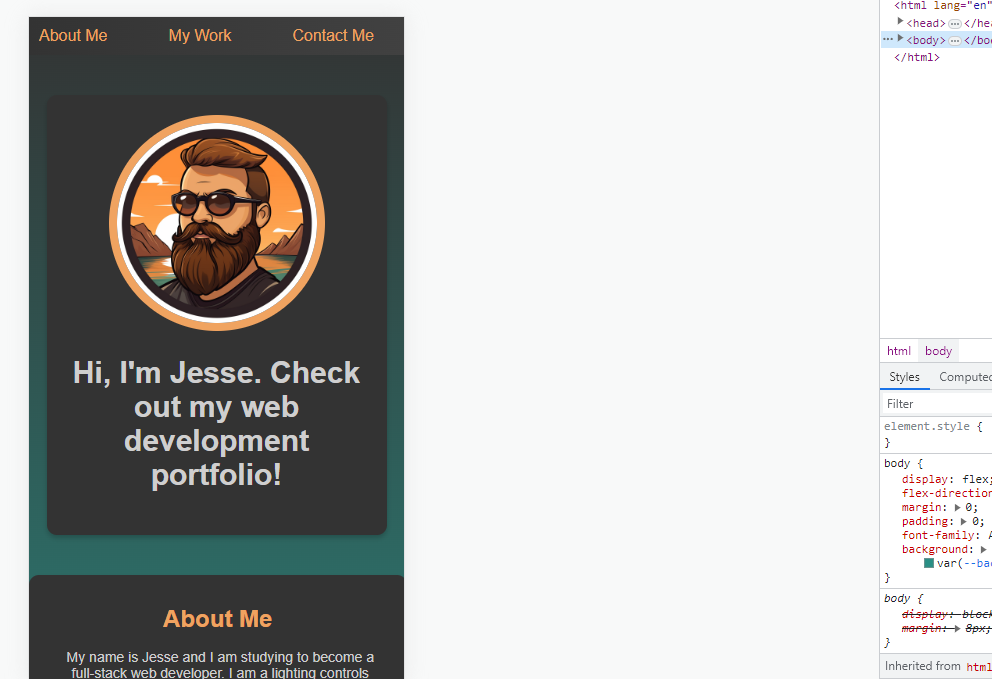 About Me My Work Contact Me
Hi, I'm Jesse. Check
out my web
development
portfolio!
About Me
My name is Jesse and I am studying to become a
full-stack web developer. I am a lighting controls
<html lang="en"
<head> </hea
<body> </bod
</html>
html body
Styles Computed
Filter
element.style {
}
body {
display: flex;
flex-direction
margin: 0;
padding: 0;
font-family: A
background:
var(--bac
}
body {
display: block
margin: 8px;
}
Inherited from html